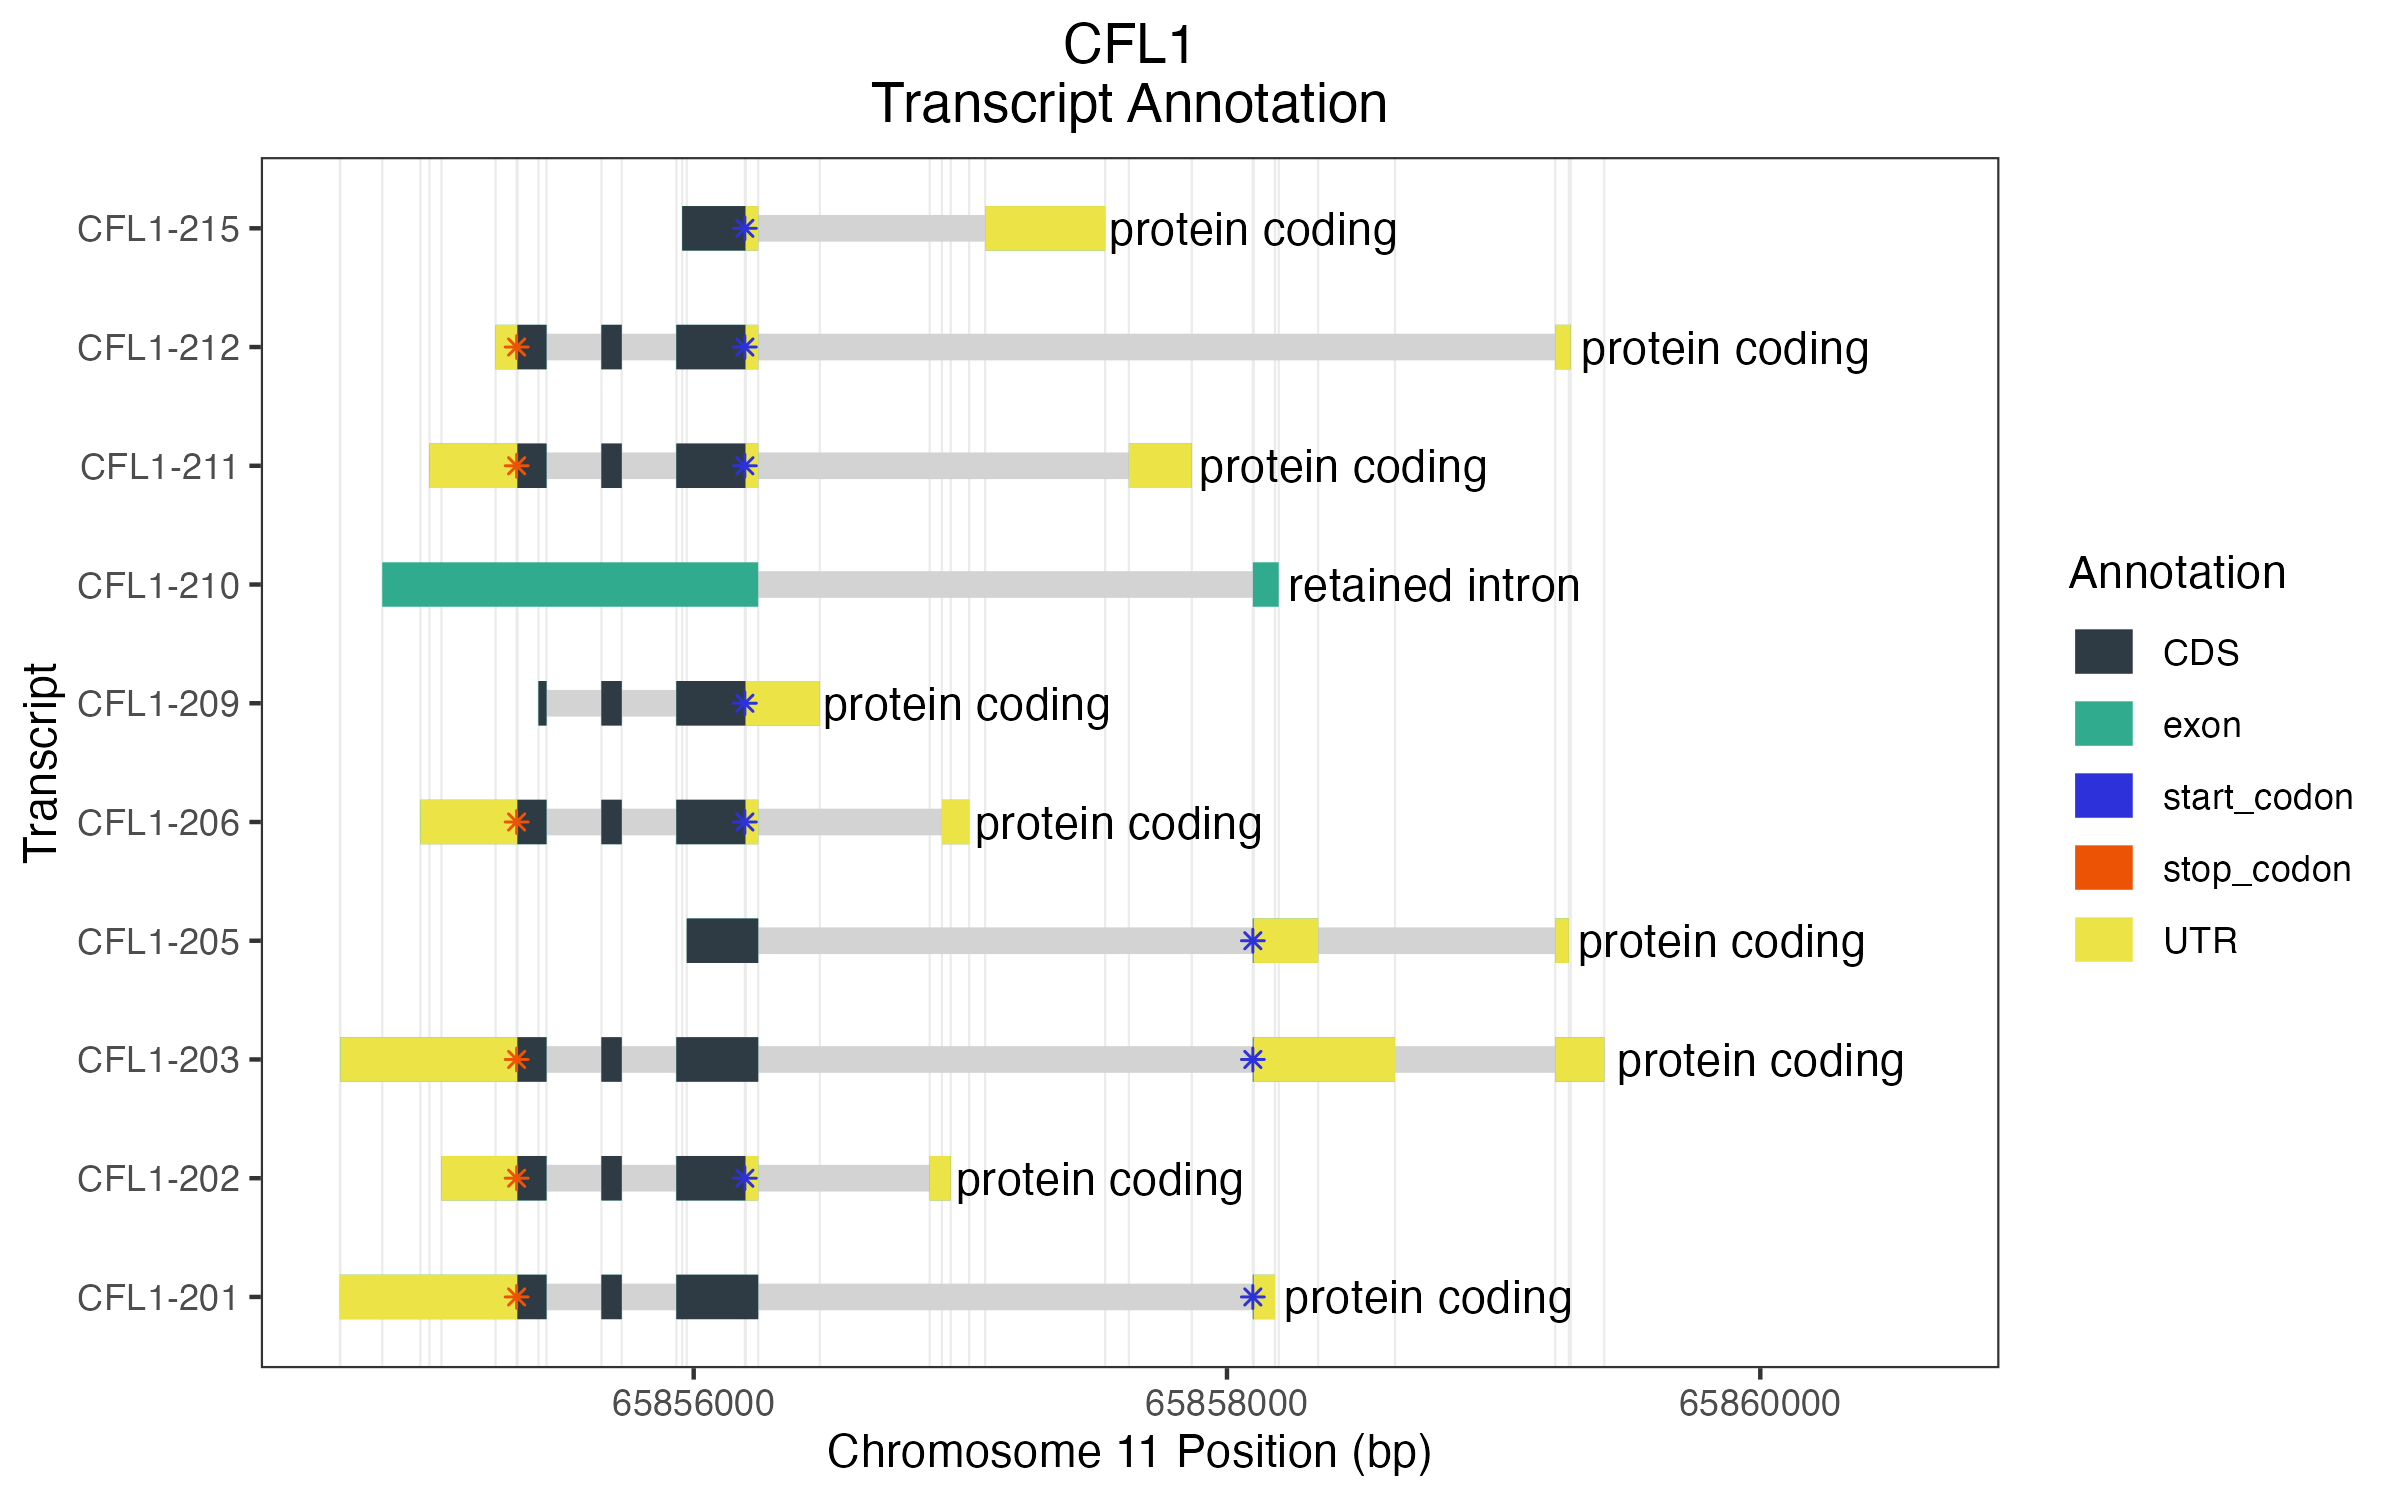 CFL1
Transcript Annotation
CFL1-215
protein coding
CFL1-212
protein coding
CFL1-211
protein coding
CFL1-210
retained intron
CFL1-209
protein coding
CFL1-206
protein coding
CFL1-205
protein coding
CFL1-203
protein coding
CFL1-202
protein coding
CFL1-201
protein coding
Transcript
65856000
65858000
65860000
Chromosome 11 Position (bp)
Annotation
CDS
exon
start_codon
stop_codon
UTR